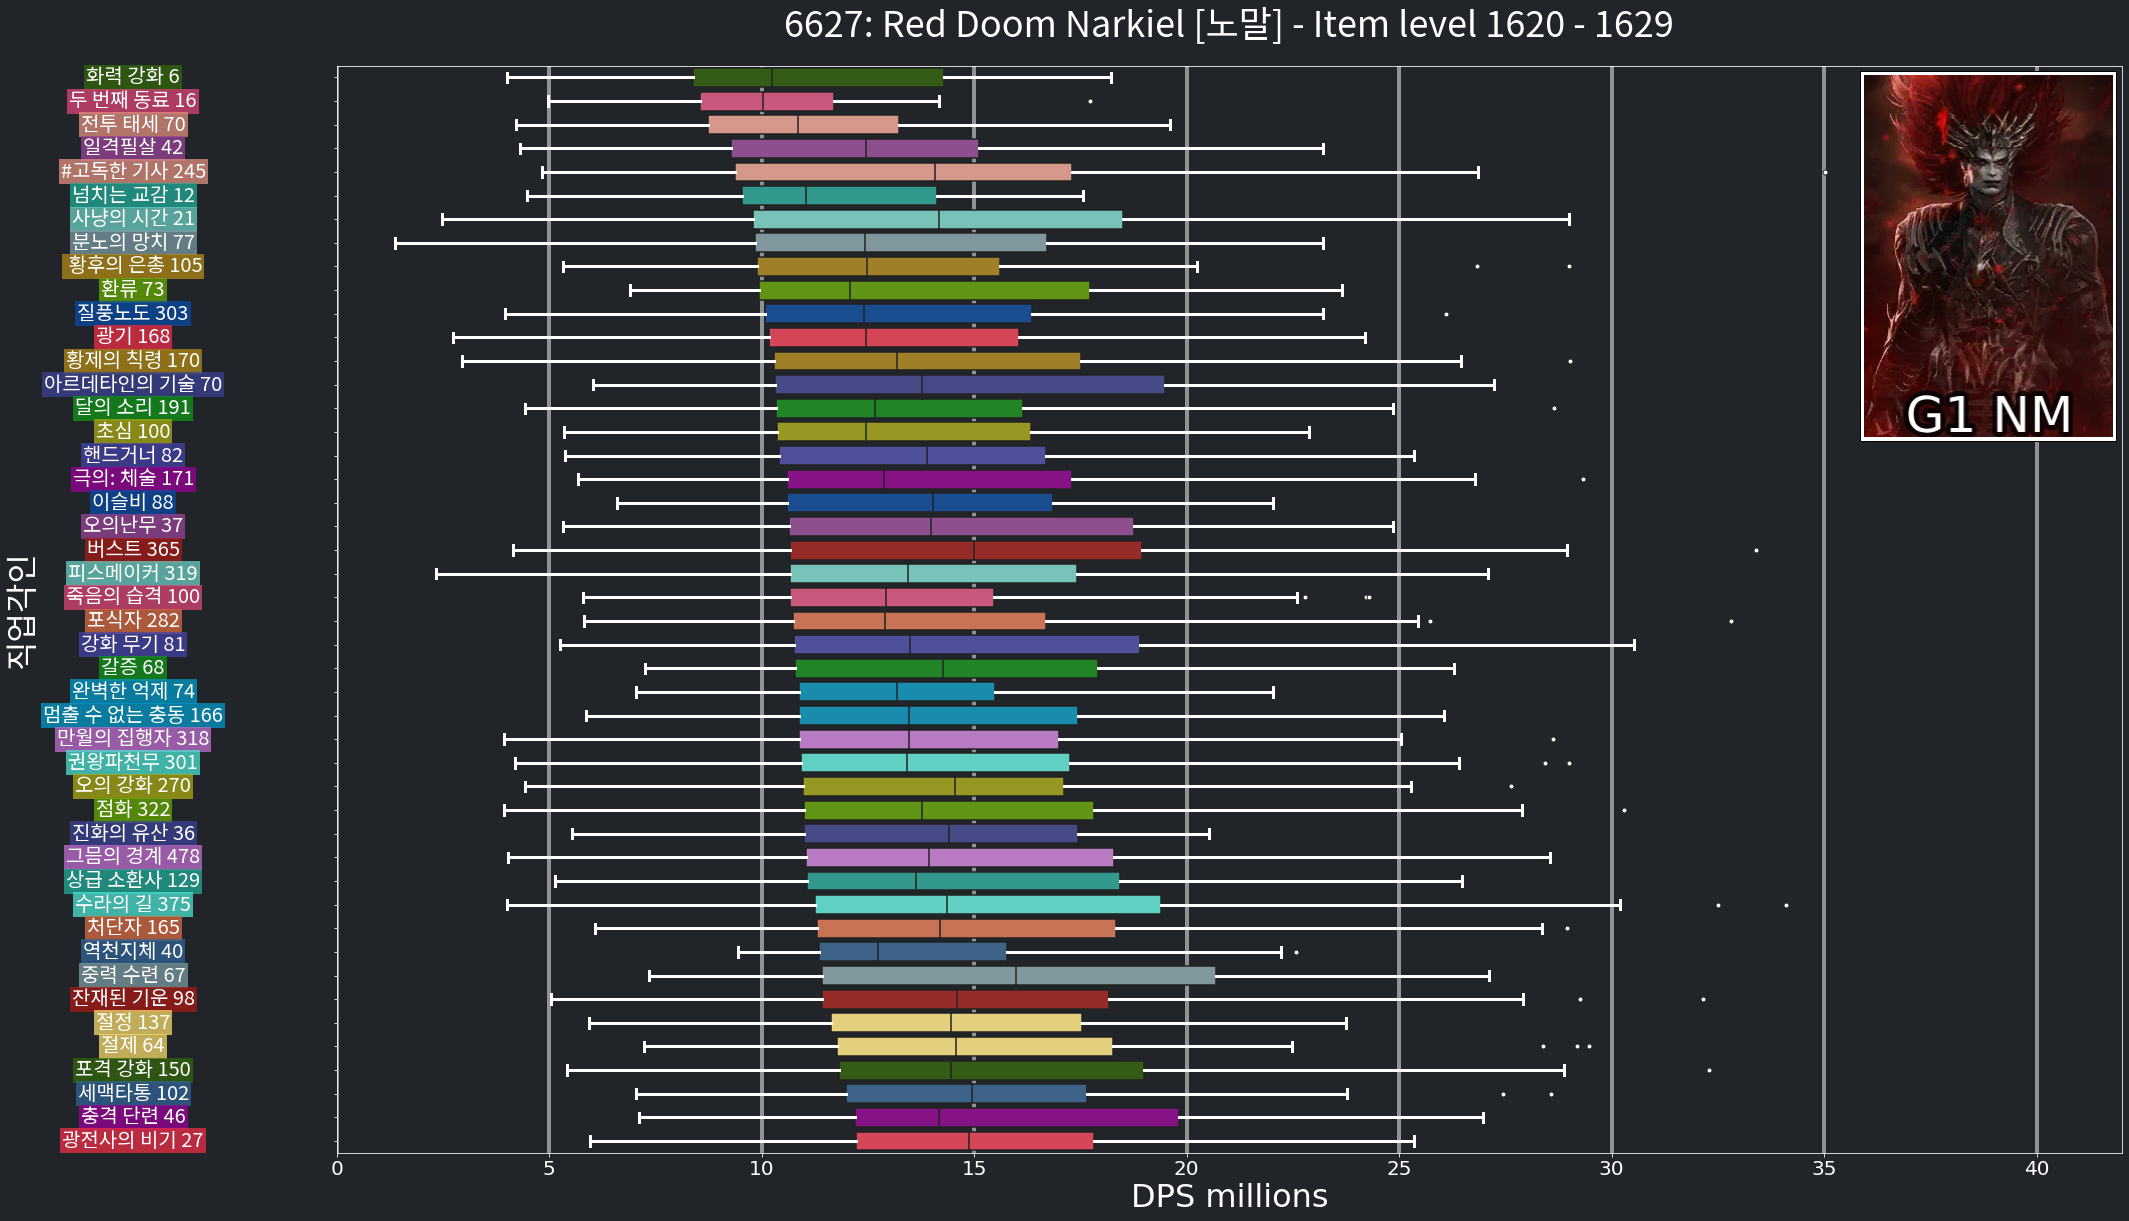 6627: Red Doom Narkiel [노말] - Item level 1620 - 1629
화력 강화 6
두 번째 동료 16
전투 태세 70
일격필살 42
#고독한 기사 245
넘치는 교감 12
사냥의 시간 21
분노의 망치 77
황후의 은총 105
환류 73
질풍노도 303
광기 168
황제의 칙령 170
아르데타인의 기술 70
달의 소리 191
초심 100
핸드거너 82
극의: 체술 171
이슬비 88
오의난무 37
버스트 365
피스메이커 319
죽음의 습격 100
포식자 282
강화 무기 81
갈증 68
완벽한 억제 74
멈출 수 없는 충동 166
만월의 집행자 318
권왕파천무 301
오의 강화 270
점화 322
진화의 유산 36
그믐의 경계 478
상급 소환사 129
수라의 길 375
처단자 165
역천지체 40
중력 수련 67
잔재된 기운 98
절정 137
절제 64
포격 강화 150
세맥타통 102
충격 단련 46
광전사의 비기 27
직업각인
G1 NM
0 5 10 15 20 25 30 35 40
DPS millions